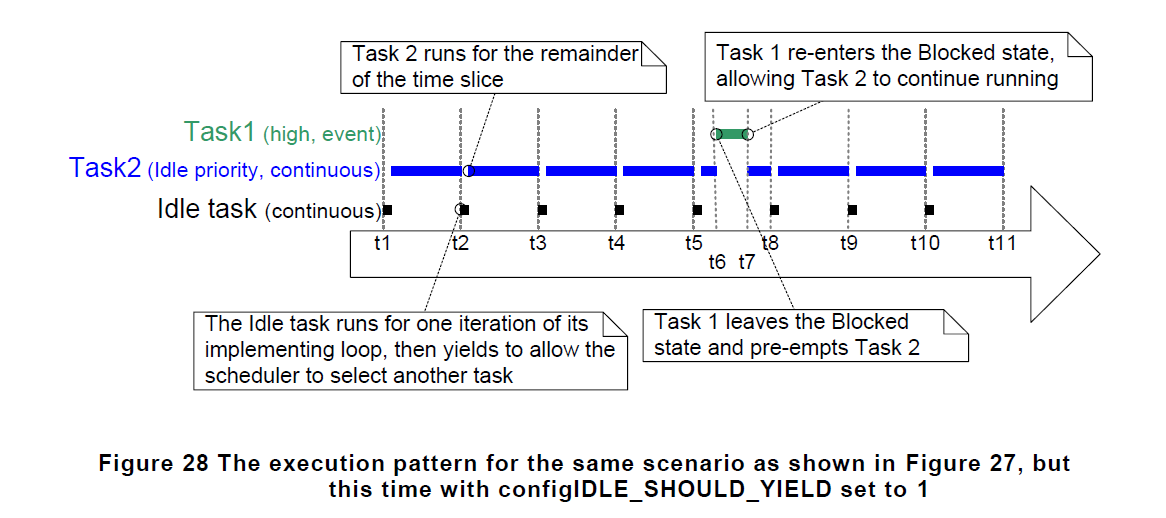 Task 2 runs for the remainder
of the time slice
Task 1 re-enters the Blocked state,
allowing Task 2 to continue running
Task1 (high, event)
Task2 (Idle priority, continuous)
Idle task (continuous)
t1 t2 t3 t4 t5 t8 t9 t10 t11
t6 t7
The Idle task runs for one iteration of its
implementing loop, then yields to allow the
scheduler to select another task
Task 1 leaves the Blocked
state and pre-empts Task 2
Figure 28 The execution pattern for the same scenario as shown in Figure 27, but
this time with configIDLE_SHOULD_YIELD set to 1